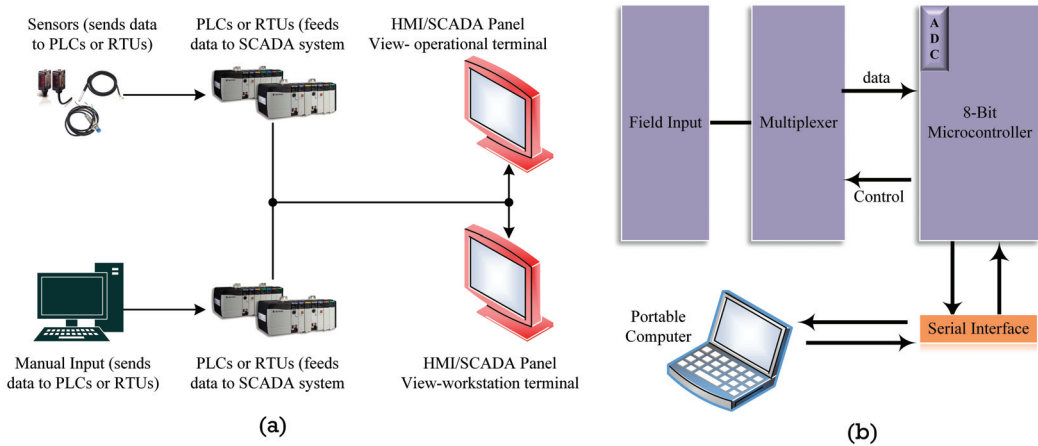 Sensors (sends data
to PLCs or RTUs)
PLCs or RTUs (feeds
data to SCADA system
HMI/SCADA Panel
View- operational terminal
Manual Input (sends
data to PLCs or RTUs)
PLCs or RTUs (feeds
data to SCADA system
HMI/SCADA Panel
View-workstation terminal
(a)
A
D
C
Field Input
Multiplexer
data
Control
8-Bit
Microcontroller
Portable
Computer
Serial Interface
(b)